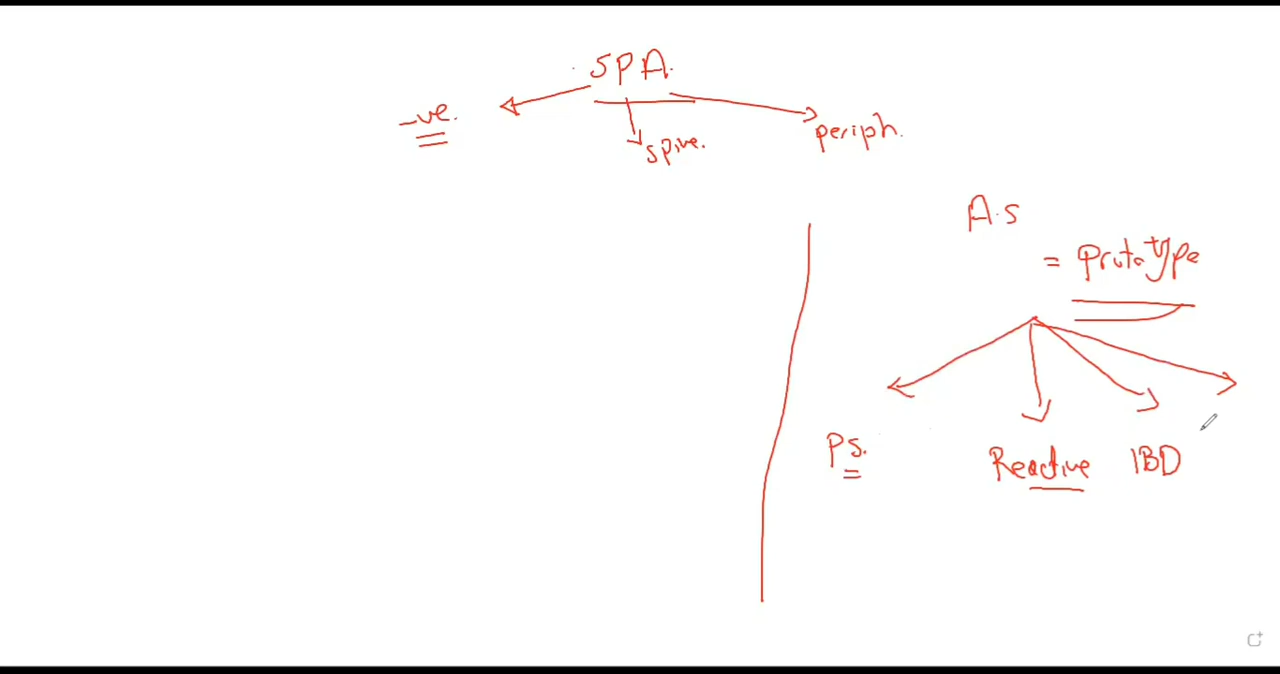 SPA.
-ve.
spine.
periph.
A.S
= Prototype
PS.
Reactive
IBD